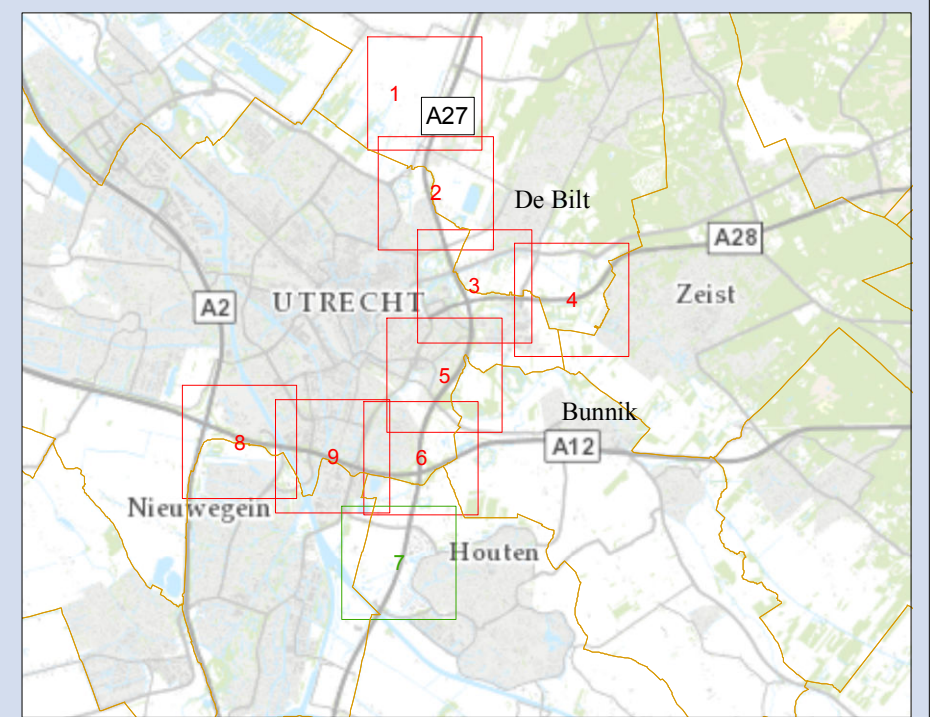 1
A27
2
De Bilt
A28
3
4
Zeist
A2
UTRECHT
5
Bunnik
8
9
6
A12
Nieuwegein
Houten
7